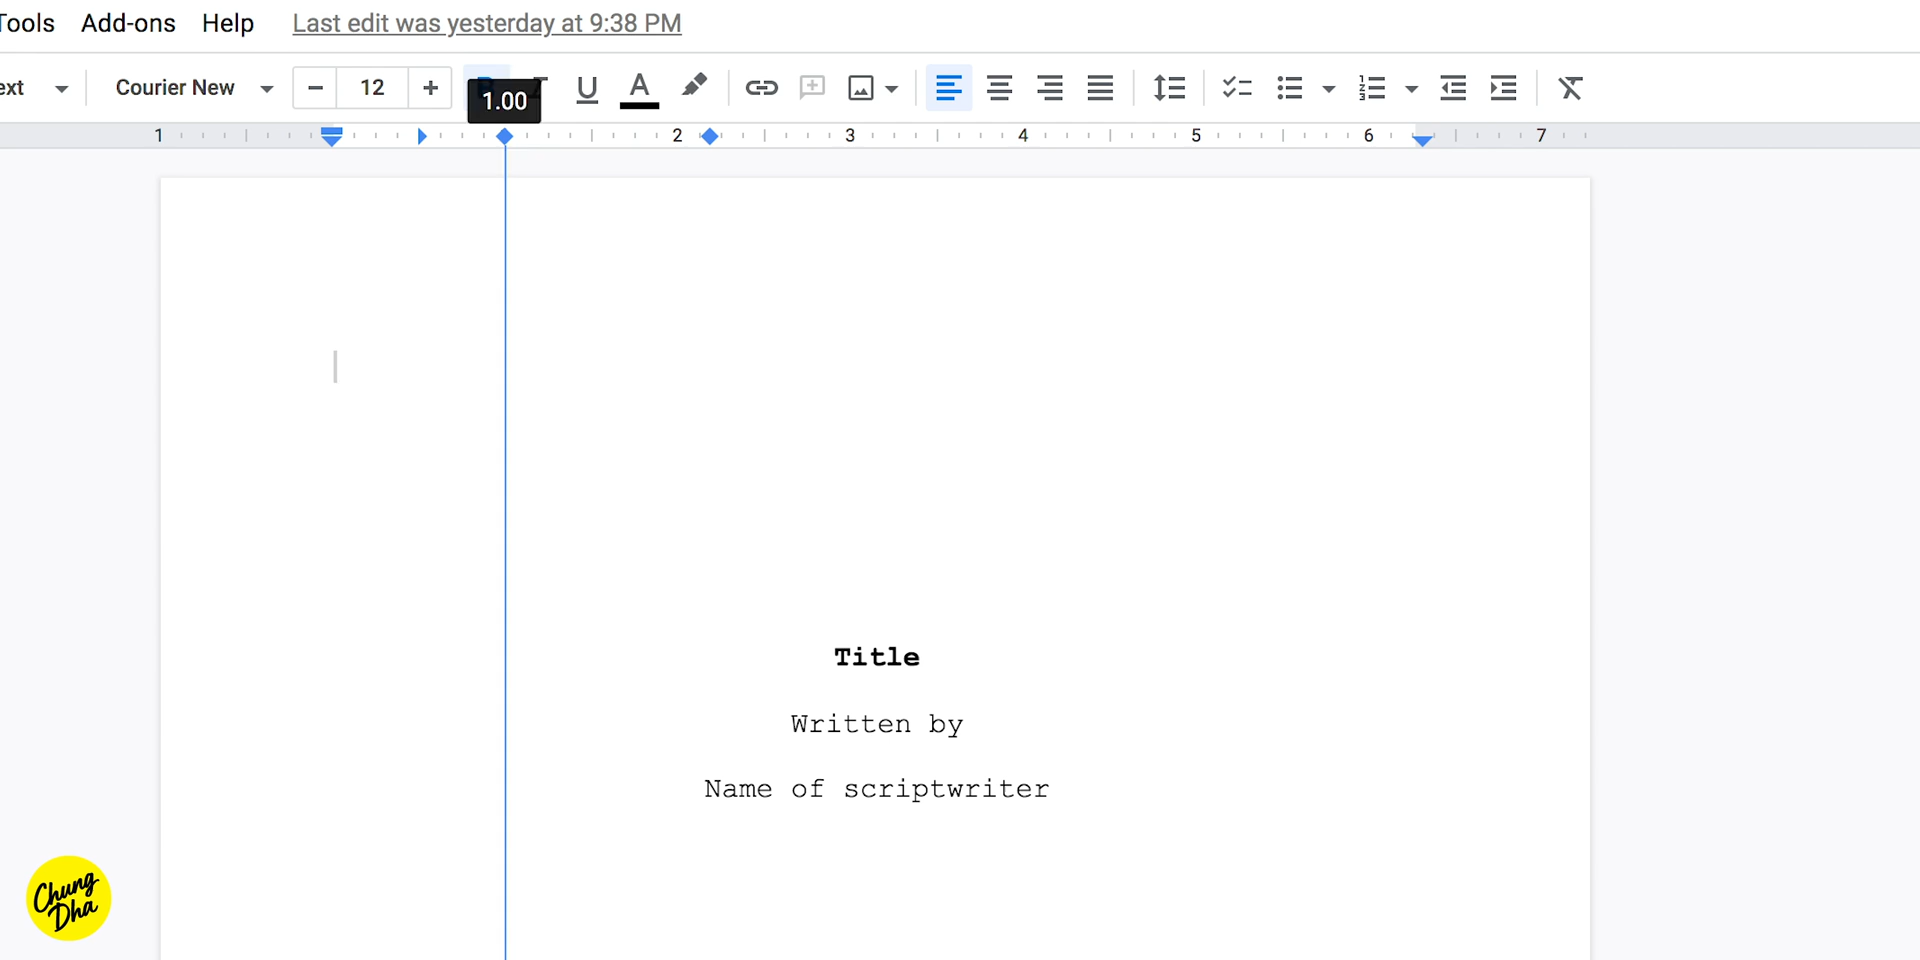 Tools Add-ons Help Last edit was yesterday at 9:38 PM
ext Courier New - 12 + B I U A
1.00
1 2 3 4 5 6 7
Title
Written by
Name of scriptwriter
Chung
Dha